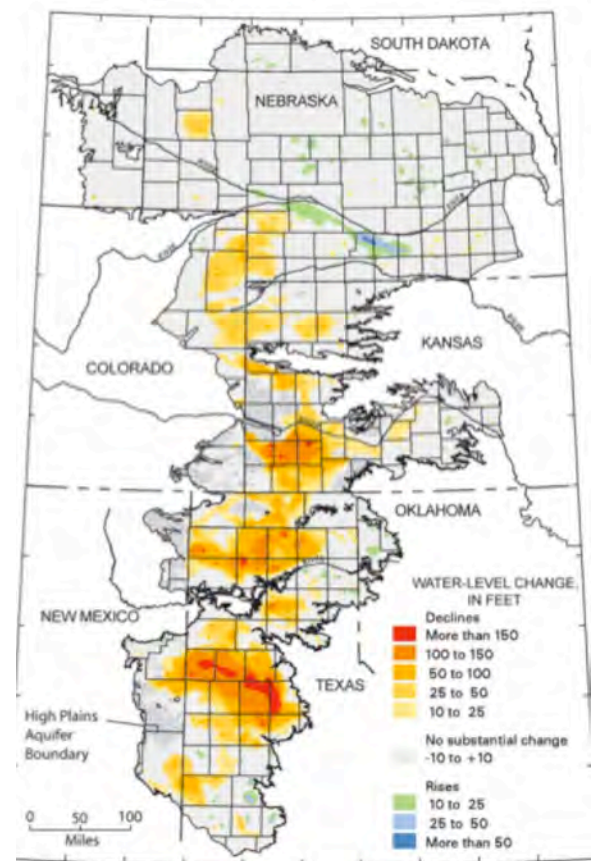 SOUTH DAKOTA
NEBRASKA
COLORADO
KANSAS
OKLAHOMA
NEW MEXICO
TEXAS
WATER-LEVEL CHANGE,
IN FEET
Declines
More than 150
100 to 150
50 to 100
25 to 50
10 to 25
No substantial change
-10 to +10
Rises
10 to 25
25 to 50
More than 50
High Plains
Aquifer
Boundary
0 50 100
Miles